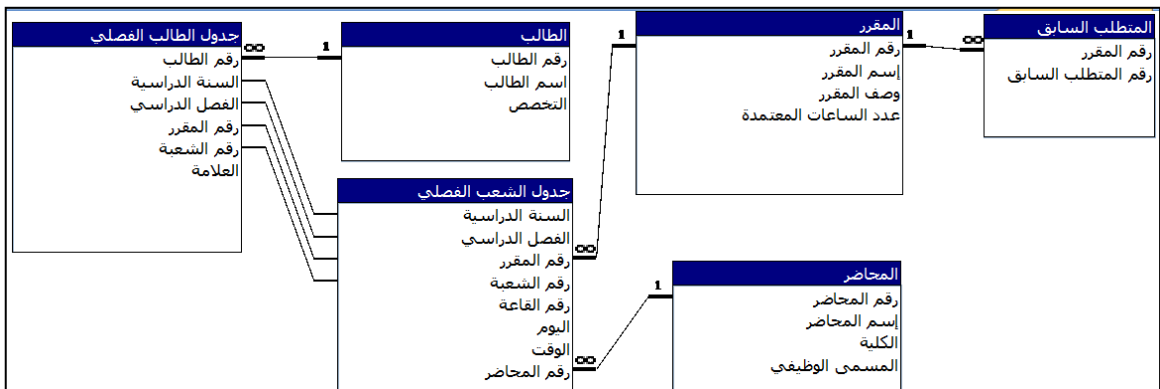 المتطلب السابق
رقم المقرر
رقم المتطلب السابق
المقرر
رقم المقرر
إسم المقرر
وصف المقرر
عدد الساعات المعتمدة
الطالب
رقم الطالب
اسم الطالب
التخصص
جدول الطالب الفصلي
رقم الطالب
السنة الدراسية
الفصل الدراسي
رقم المقرر
رقم الشعبة
العلامة
المحاضر
رقم المحاضر
إسم المحاضر
الكلية
المسمى الوظيفي
جدول الشعب الفصلي
السنة الدراسية
الفصل الدراسي
رقم المقرر
رقم الشعبة
رقم القاعة
اليوم
الوقت
رقم المحاضر
1
∞
1
∞
1
∞
1
∞